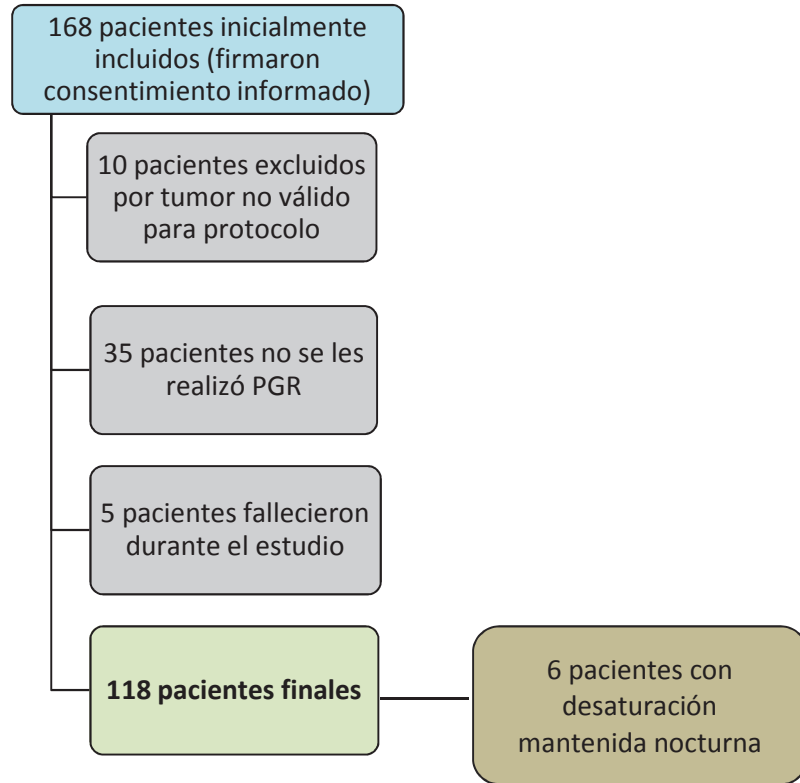 168 pacientes inicialmente
incluidos (firmaron
consentimiento informado)
10 pacientes excluidos
por tumor no válido
para protocolo
35 pacientes no se les
realizó PGR
5 pacientes fallecieron
durante el estudio
118 pacientes finales
6 pacientes con
desaturación
mantenida nocturna